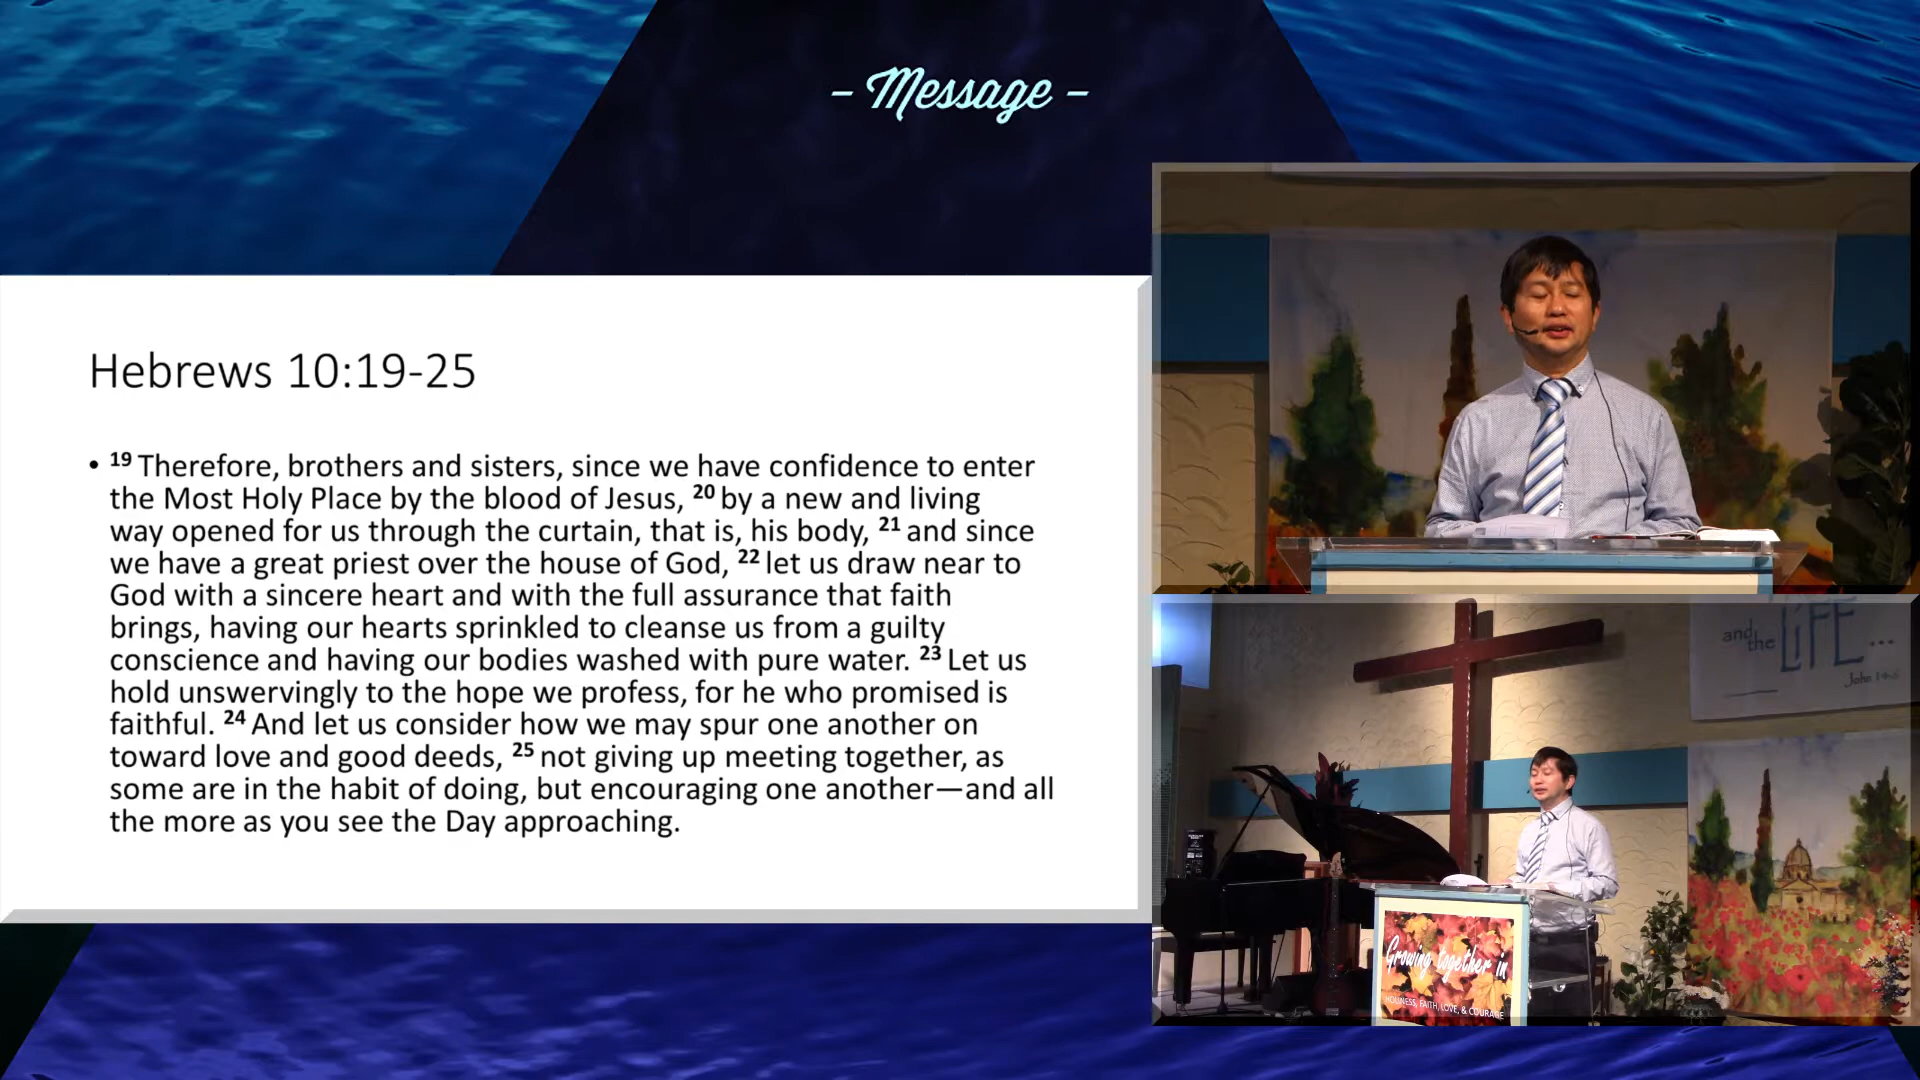 - Message -
Hebrews 10:19-25
• 19 Therefore, brothers and sisters, since we have confidence to enter
the Most Holy Place by the blood of Jesus, 20 by a new and living
way opened for us through the curtain, that is, his body, 21 and since
we have a great priest over the house of God, 22 let us draw near to
God with a sincere heart and with the full assurance that faith
brings, having our hearts sprinkled to cleanse us from a guilty
conscience and having our bodies washed with pure water. 23 Let us
hold unswervingly to the hope we profess, for he who promised is
faithful. 24 And let us consider how we may spur one another on
toward love and good deeds, 25 not giving up meeting together, as
some are in the habit of doing, but encouraging one another—and all
the more as you see the Day approaching.
and the LIFE...
John 14:6
Growing together in
HOLINESS, FAITH, LOVE, & COURAGE